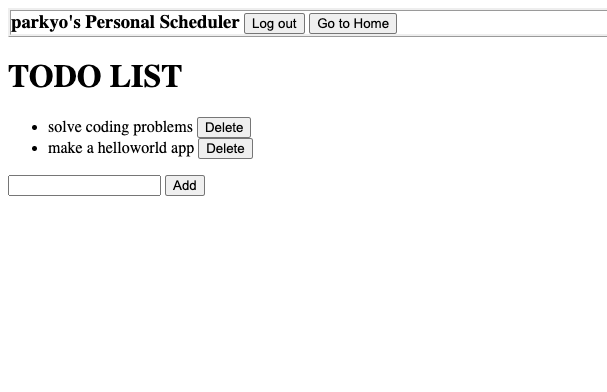 parkyo's Personal Scheduler Log out Go to Home
TODO LIST
• solve coding problems Delete
• make a helloworld app Delete
Add